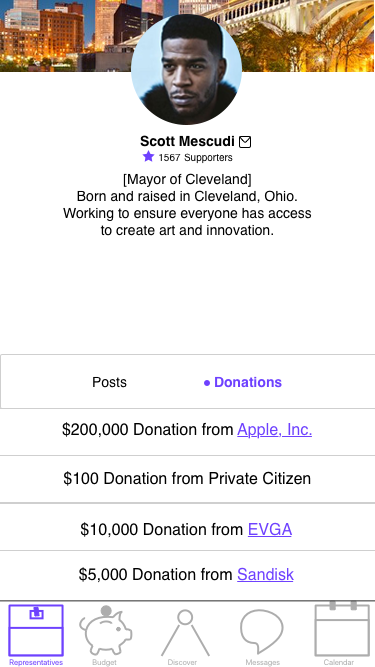 Scott Mescudi
1567 Supporters
[Mayor of Cleveland]
Born and raised in Cleveland, Ohio.
Working to ensure everyone has access
to create art and innovation.
Posts
• Donations
$200,000 Donation from Apple, Inc.
$100 Donation from Private Citizen
$10,000 Donation from EVGA
$5,000 Donation from Sandisk
Representatives Budget Discover Messages Calendar